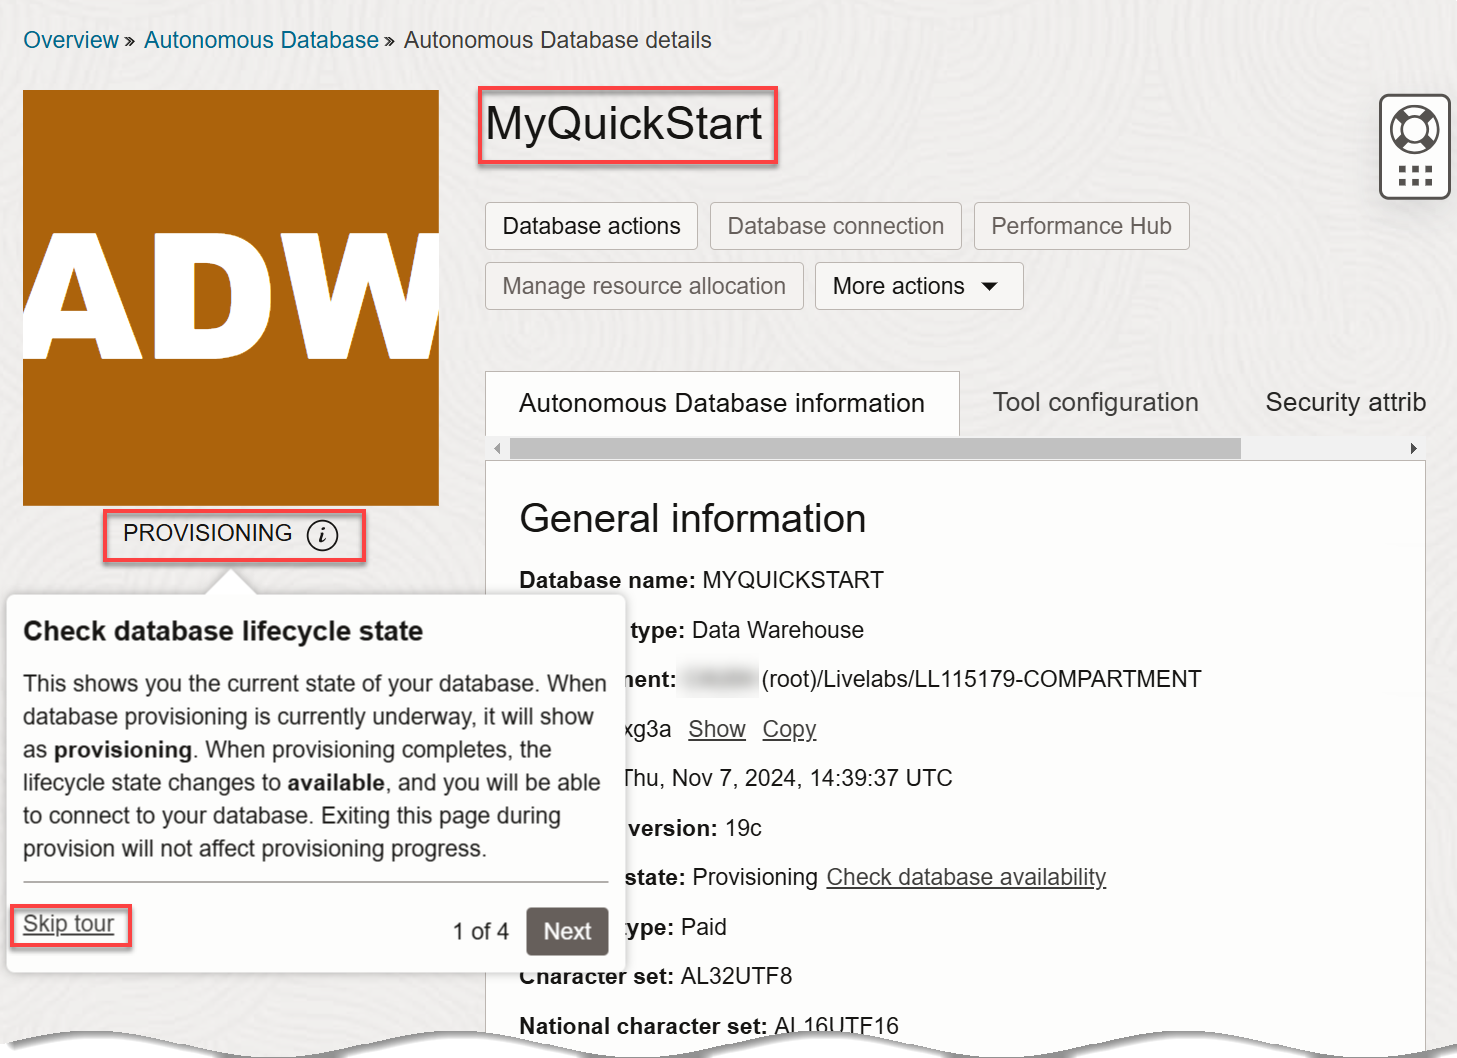 Overview » Autonomous Database » Autonomous Database details
ADW
MyQuickStart
Database actions
Database connection
Performance Hub
Manage resource allocation
More actions
Autonomous Database information
Tool configuration
Security attrib
PROVISIONING i
General information
Database name: MYQUICKSTART
type: Data Warehouse
nent: (root)/Livelabs/LL115179-COMPARTMENT
xg3a Show Copy
Thu, Nov 7, 2024, 14:39:37 UTC
version: 19c
state: Provisioning Check database availability
type: Paid
Character set: AL32UTF8
National character set: AL16UTF16
Check database lifecycle state
This shows you the current state of your database. When
database provisioning is currently underway, it will show
as provisioning. When provisioning completes, the
lifecycle state changes to available, and you will be able
to connect to your database. Exiting this page during
provision will not affect provisioning progress.
Skip tour
1 of 4
Next